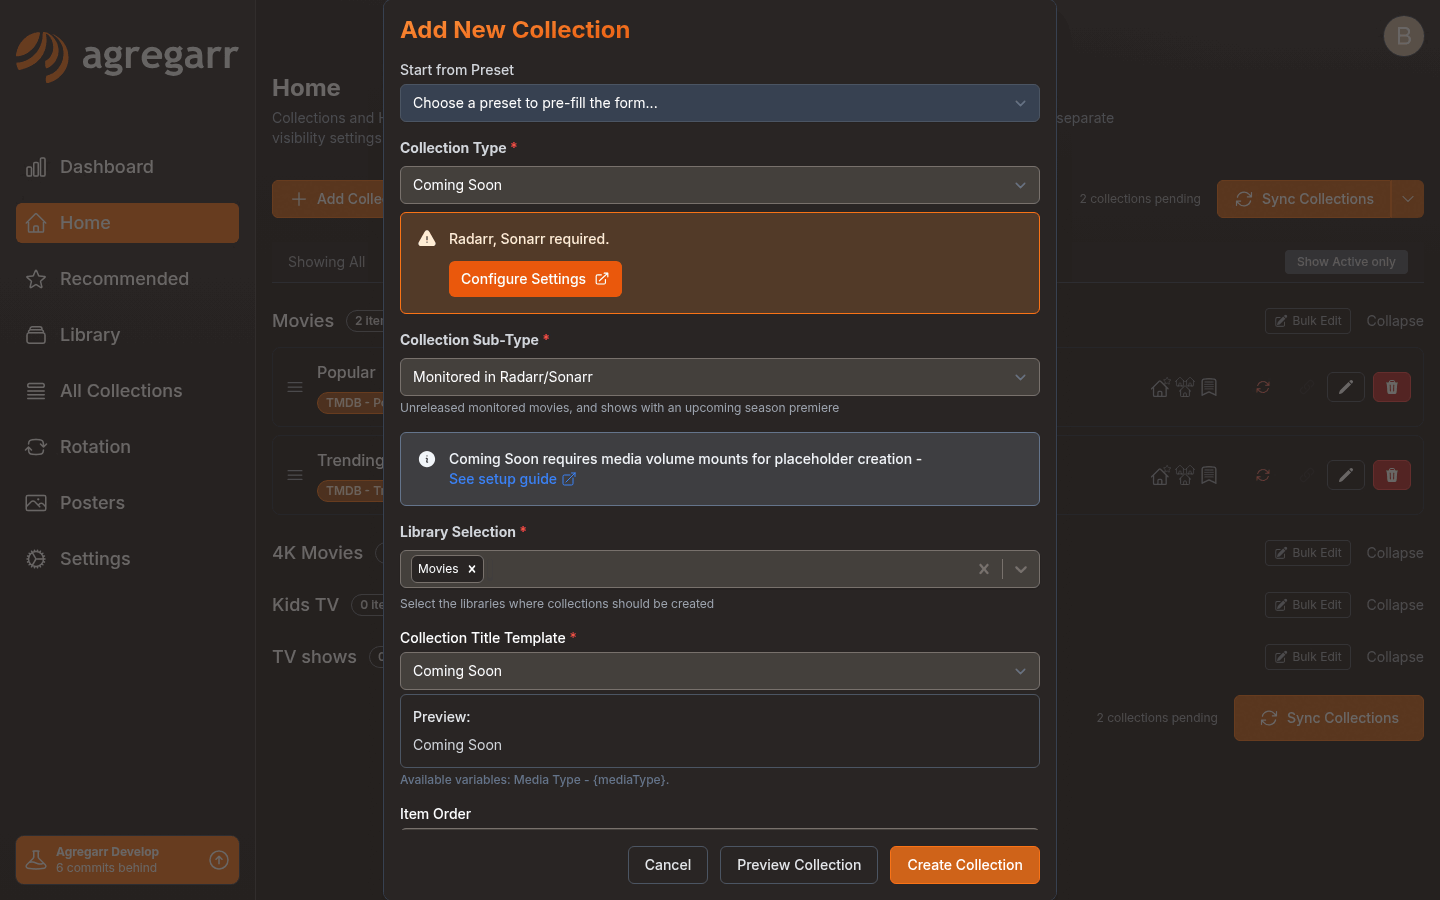 agregarr
Dashboard
Home
Recommended
Library
All Collections
Rotation
Posters
Settings
Agregarr Develop
6 commits behind
B
Home
Collections and
separate
visibility settings
Add Colle
2 collections pending
Sync Collections
Showing All
Show Active only
Movies
2 iter
Bulk Edit
Collapse
Popular
TMDB - P
Trending
TMDB - T
4K Movies
Bulk Edit
Collapse
Kids TV
0 ite
Bulk Edit
Collapse
TV shows
Bulk Edit
Collapse
2 collections pending
Sync Collections
Add New Collection
Start from Preset
Choose a preset to pre-fill the form...
Collection Type *
Coming Soon
Radarr, Sonarr required.
Configure Settings
Collection Sub-Type *
Monitored in Radarr/Sonarr
Unreleased monitored movies, and shows with an upcoming season premiere
Coming Soon requires media volume mounts for placeholder creation -
See setup guide
Library Selection *
Movies
Select the libraries where collections should be created
Collection Title Template *
Coming Soon
Preview:
Coming Soon
Available variables: Media Type - {mediaType}.
Item Order
Cancel
Preview Collection
Create Collection